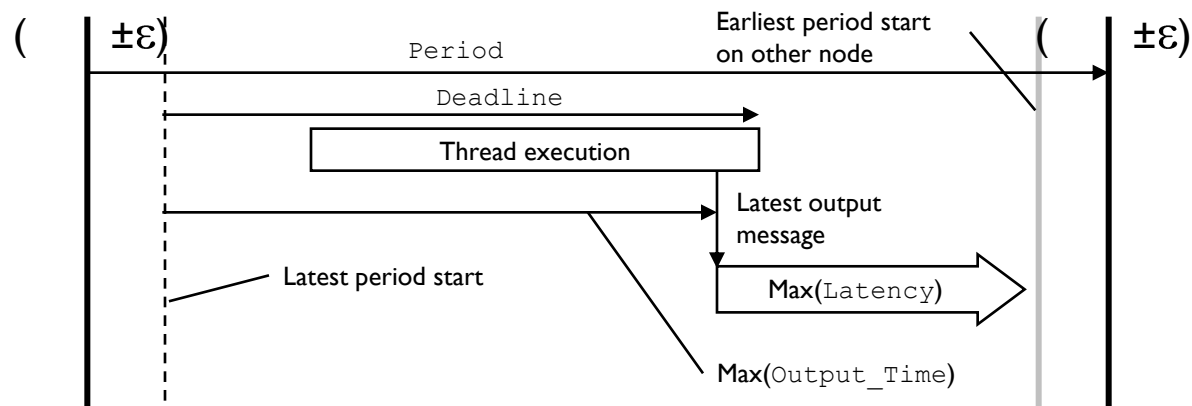 ( ±ε)
Period
Earliest period start
on other node
( ±ε)
Deadline
Thread execution
Latest output
message
Latest period start
Max(Latency)
Max(Output_Time)